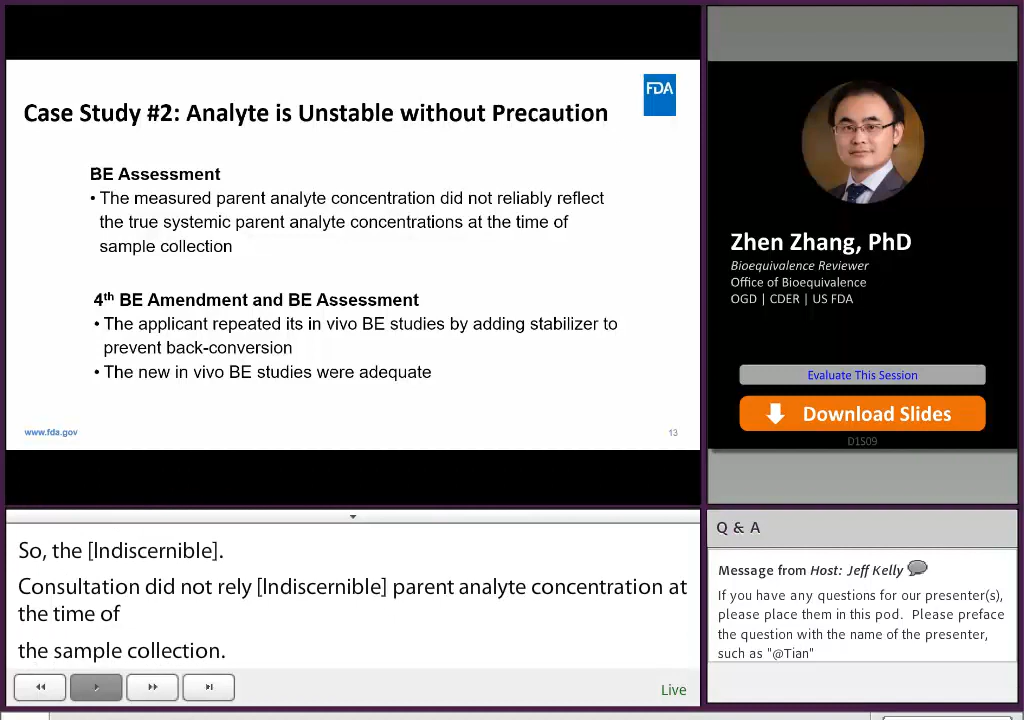 FDA
Case Study #2: Analyte is Unstable without Precaution
BE Assessment
• The measured parent analyte concentration did not reliably reflect
the true systemic parent analyte concentrations at the time of
sample collection
4th BE Amendment and BE Assessment
• The applicant repeated its in vivo BE studies by adding stabilizer to
prevent back-conversion
• The new in vivo BE studies were adequate
www.fda.gov
13
Zhen Zhang, PhD
Bioequivalence Reviewer
Office of Bioequivalence
OGD | CDER | US FDA
Evaluate This Session
Download Slides
D1S09
So, the [Indiscernible].
Consultation did not rely [Indiscernible] parent analyte concentration at
the time of
the sample collection.
Live
Q & A
Message from Host: Jeff Kelly
If you have any questions for our presenter(s),
please place them in this pod. Please preface
the question with the name of the presenter,
such as "@Tian"